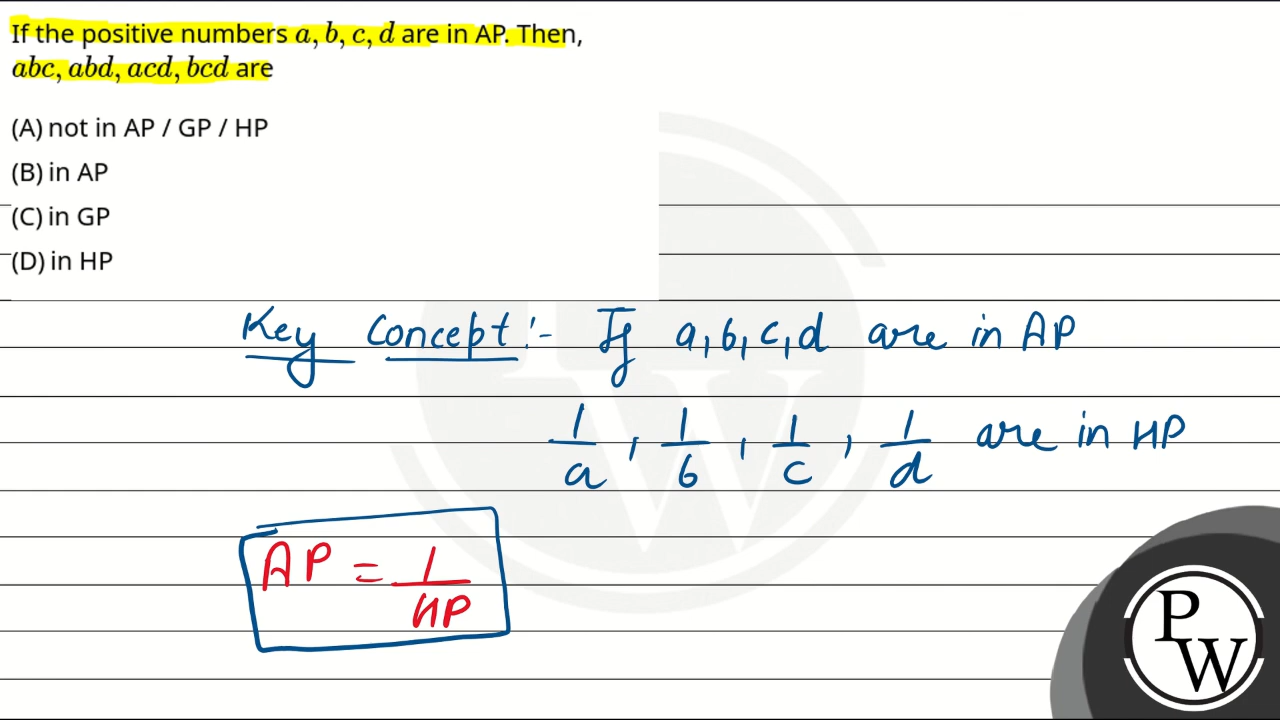 If the positive numbers a, b, c, d are in AP. Then,
abc, abd, acd, bcd are
(A) not in AP / GP / HP
(B) in AP
(C) in GP
(D) in HP
Key Concept :- If a, b, c, d are in AP
1/a , 1/b , 1/c , 1/d are in HP
AP = 1/HP
PW